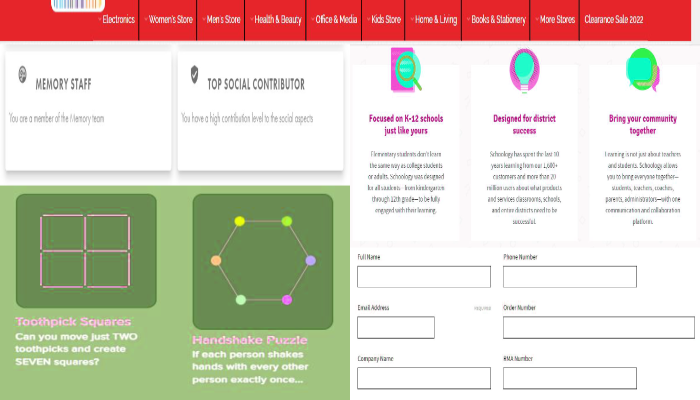 Electronics Women's Store Men's Store Health & Beauty Office & Media Kids Store Home & Living Books & Stationery More Stores Clearance Sale 2022
MEMORY STAFF
You are a member of the Memory team
TOP SOCIAL CONTRIBUTOR
You have a high contribution level to the social aspects
Focused on K-12 schools
just like yours
Elementary students don't learn
the same way as college students
or adults. Schoology was designed
for all students - from kindergarten
through 12th grade—to be fully
engaged with their learning.
Designed for district
success
Schoology has spent the last 10
years learning from our 1,600+
customers and more than 20
million users about what products
and services classrooms, schools,
and entire districts need to be
successful.
Bring your community
together
Learning is not just about teachers
and students. Schoology allows
you to bring everyone together—
students, teachers, coaches,
parents, administrators—with one
communication and collaboration
platform.
Toothpick Squares
Can you move just TWO
toothpicks and create
SEVEN squares?
Handshake Puzzle
If each person shakes
hands with every other
person exactly once...
Full Name
Phone Number
Email Address
required
Order Number
Company Name
RMA Number